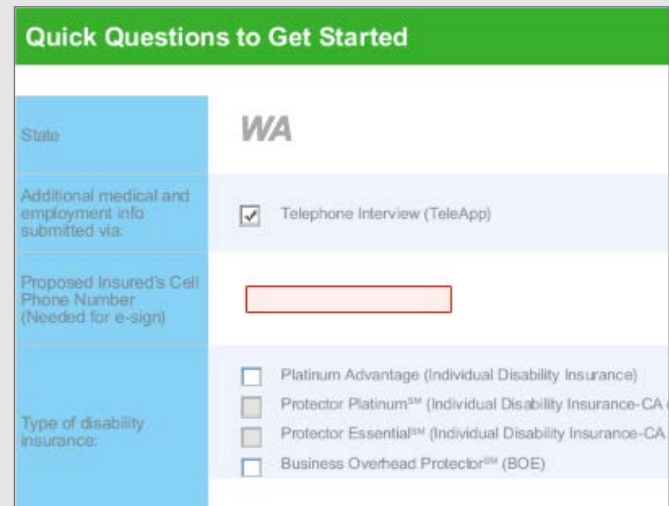 Quick Questions to Get Started
State
WA
Additional medical and
employment info
submitted via:
Telephone Interview (TeleApp)
Proposed Insured's Cell
Phone Number
(Needed for e-sign)
Type of disability
insurance:
Platinum Advantage (Individual Disability Insurance)
Protector Platinum℠ (Individual Disability Insurance-CA
Protector Essential℠ (Individual Disability Insurance-CA
Business Overhead Protector℠ (BOE)